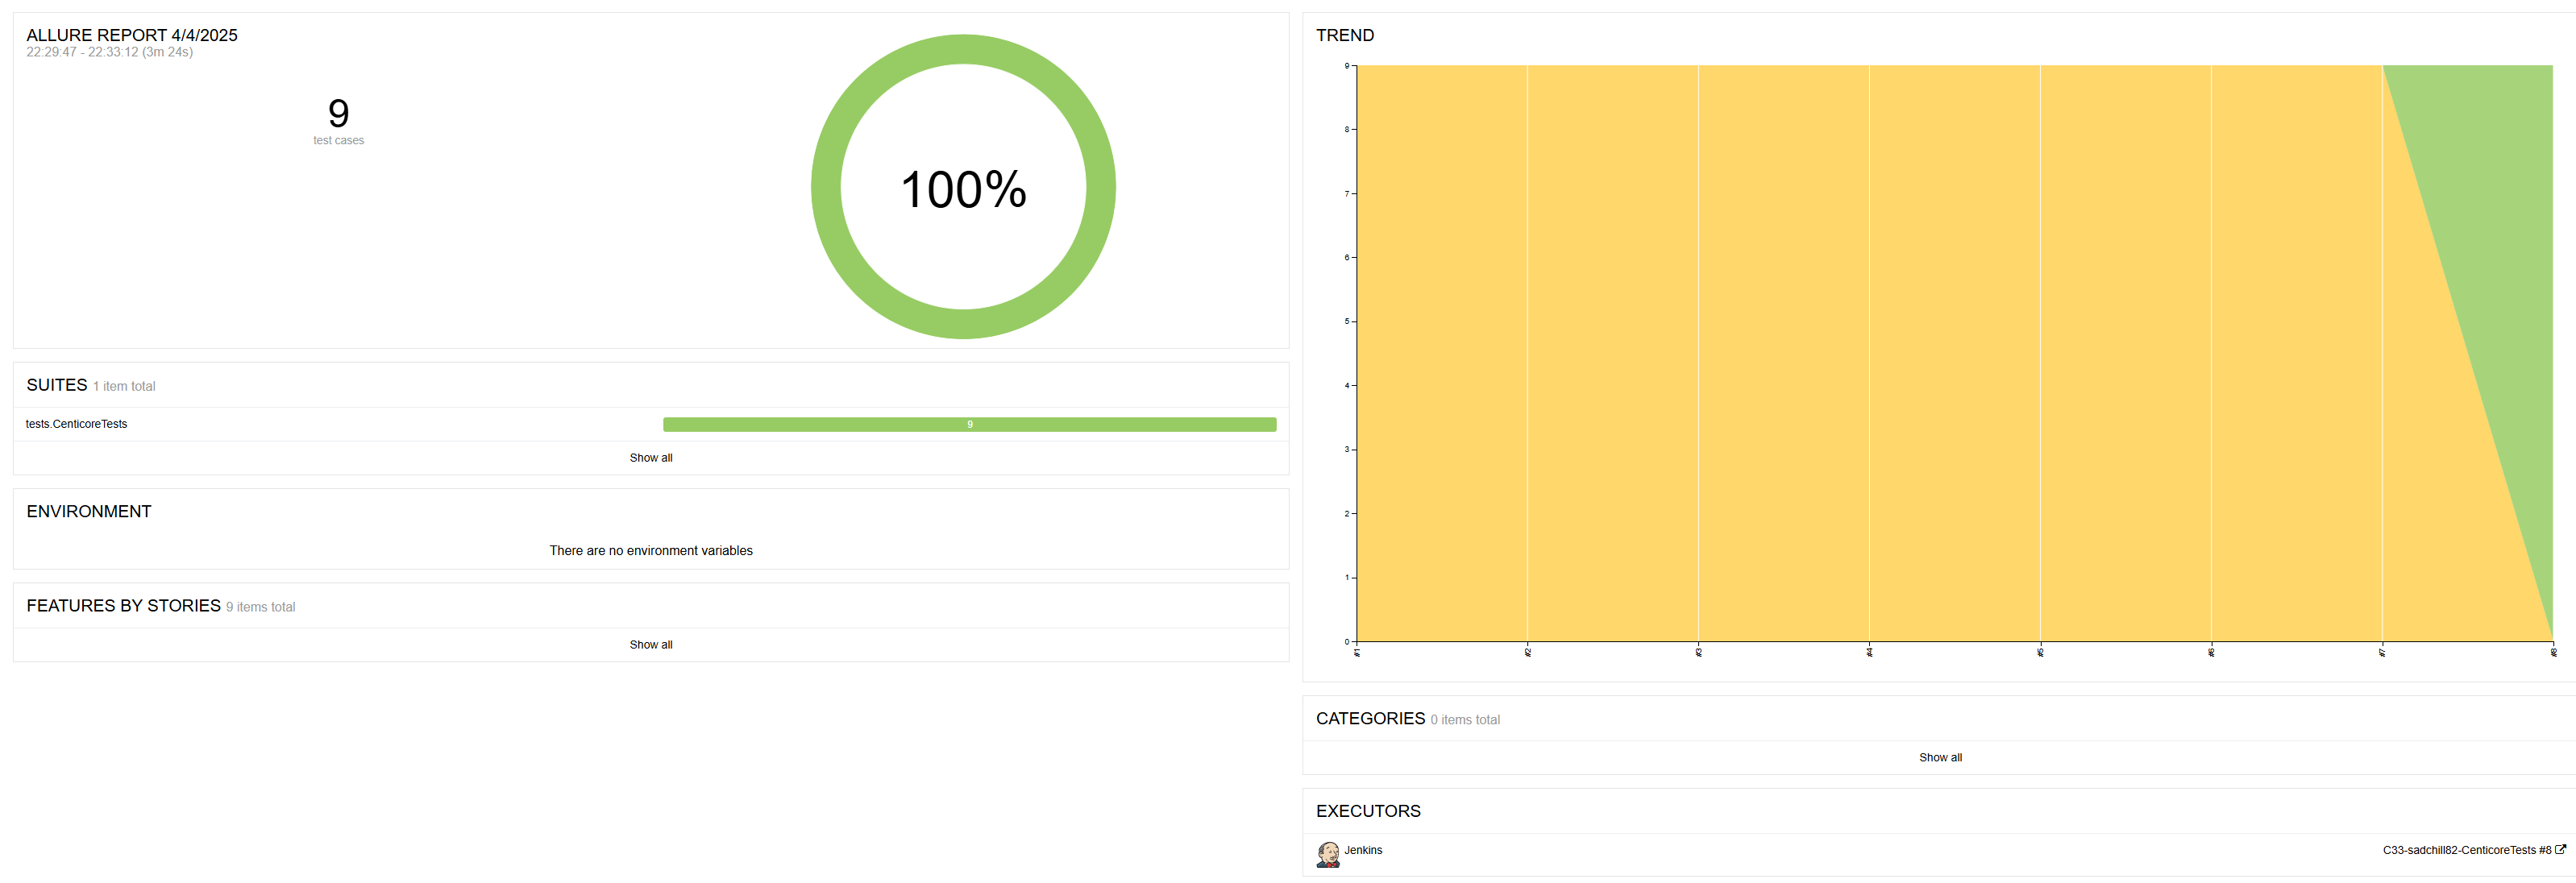 ALLURE REPORT 4/4/2025
22:29:47 - 22:33:12 (3m 24s)
9
test cases
100%
SUITES 1 item total
tests.CenticoreTests 9
Show all
ENVIRONMENT
There are no environment variables
FEATURES BY STORIES 9 items total
Show all
TREND
9
8
7
6
5
4
3
2
1
0
#1 #2 #3 #4 #5 #6 #7 #8
CATEGORIES 0 items total
Show all
EXECUTORS
Jenkins C33-sadchill82-CenticoreTests #8